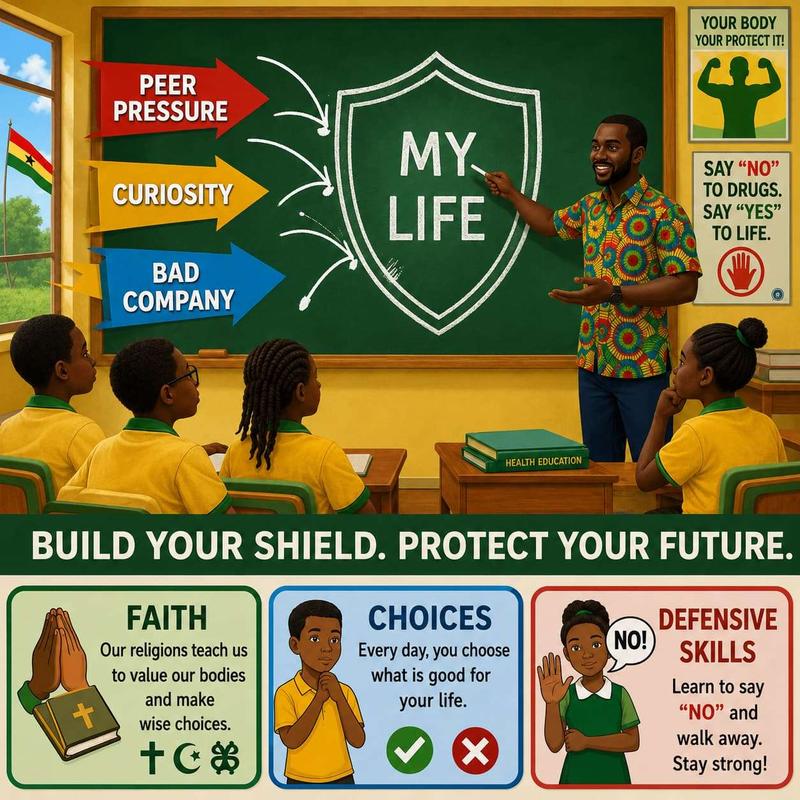 PEER
PRESSURE
CURIOSITY
BAD
COMPANY
MY
LIFE
YOUR BODY
YOUR PROTECT IT!
SAY “NO”
TO DRUGS.
SAY “YES”
TO LIFE.
HEALTH EDUCATION
BUILD YOUR SHIELD. PROTECT YOUR FUTURE.
FAITH
Our religions teach us
to value our bodies
and make
wise choices.
CHOICES
Every day, you choose
what is good for
your life.
NO!
DEFENSIVE
SKILLS
Learn to say
“NO” and
walk away.
Stay strong!